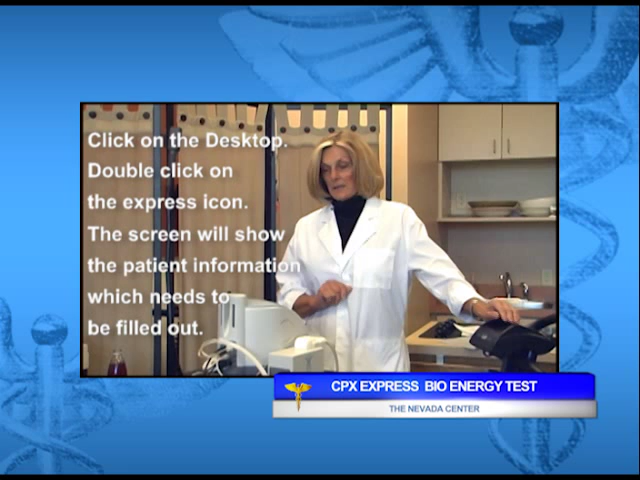 Click on the Desktop.
Double click on
the express icon.
The screen will show
the patient information
which needs to
be filled out.
CPX EXPRESS BIO ENERGY TEST
THE NEVADA CENTER